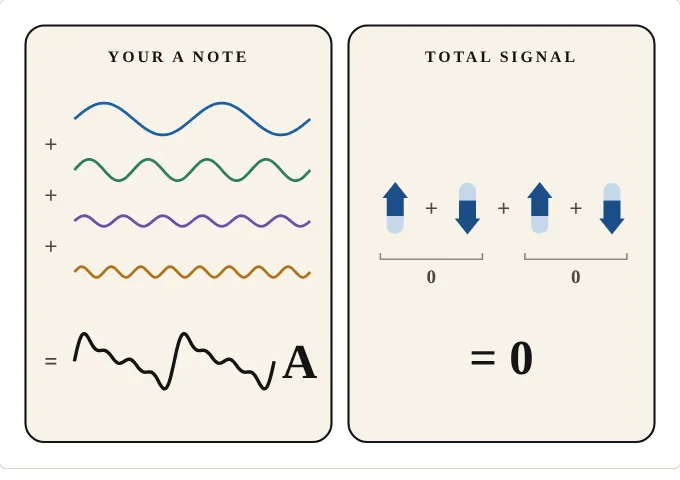 YOUR A NOTE
+
+
+
= A
TOTAL SIGNAL
+ + +
0 0
= 0